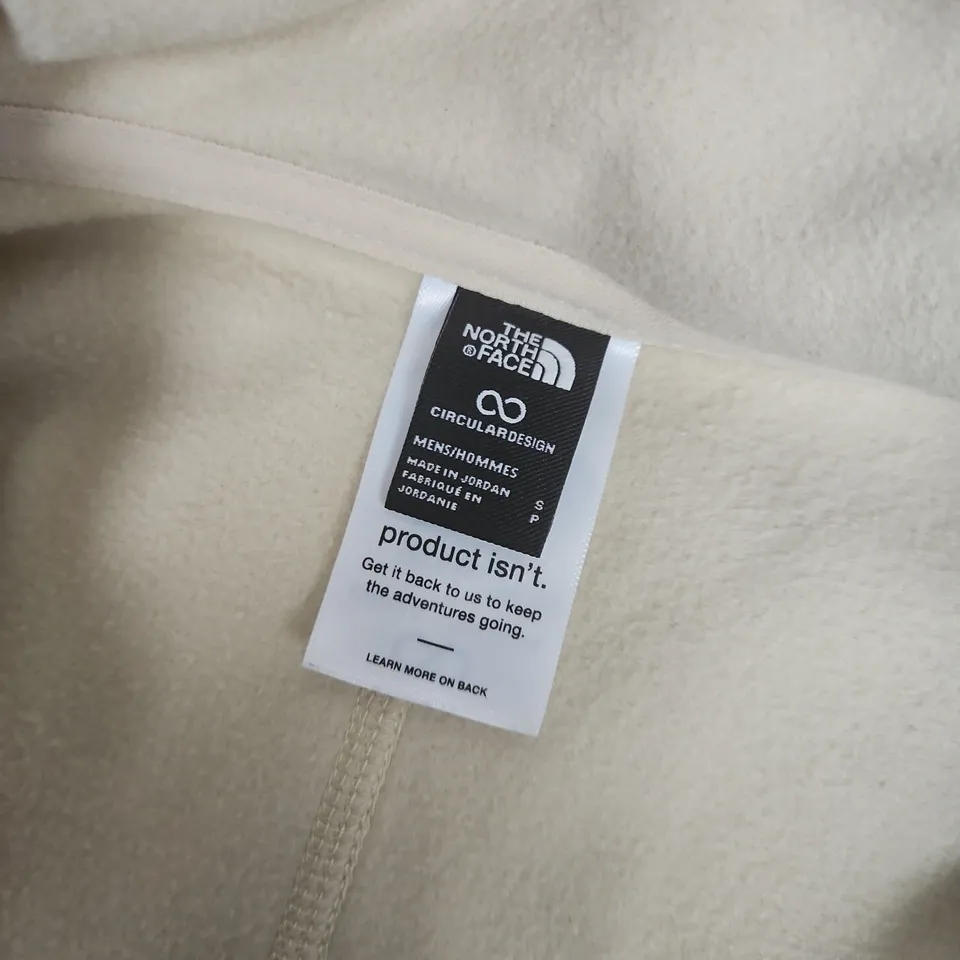 THE
NORTH
®FACE
CIRCULARDESIGN
MENS/HOMMES
MADE IN JORDAN
FABRIQUÉ EN
JORDANIE
S
P
product isn't.
Get it back to us to keep
the adventures going.
LEARN MORE ON BACK